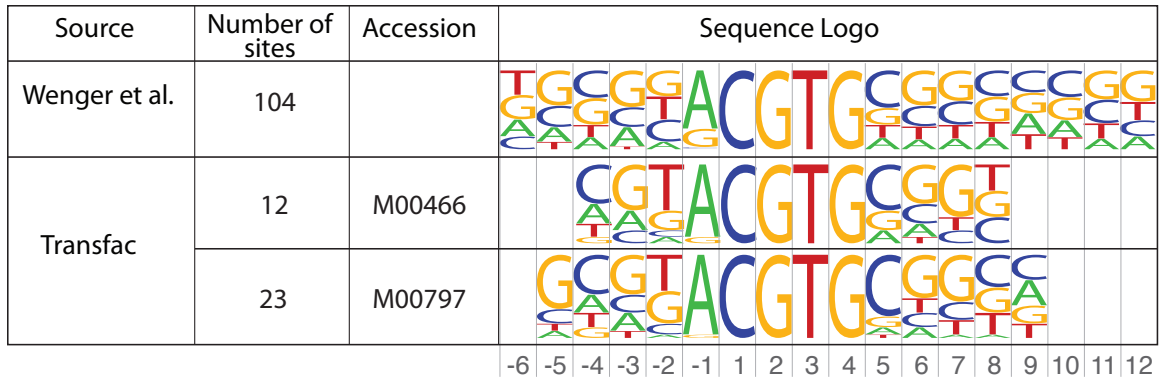 Source Number of sites Accession Sequence Logo
Wenger et al. 104
12 M00466
Transfac
23 M00797
-6 -5 -4 -3 -2 -1 1 2 3 4 5 6 7 8 9 10 11 12